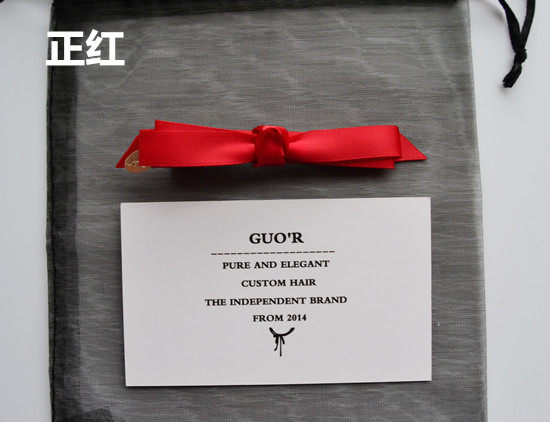 正红
GUO'R
PURE AND ELEGANT
CUSTOM HAIR
THE INDEPENDENT BRAND
FROM 2014